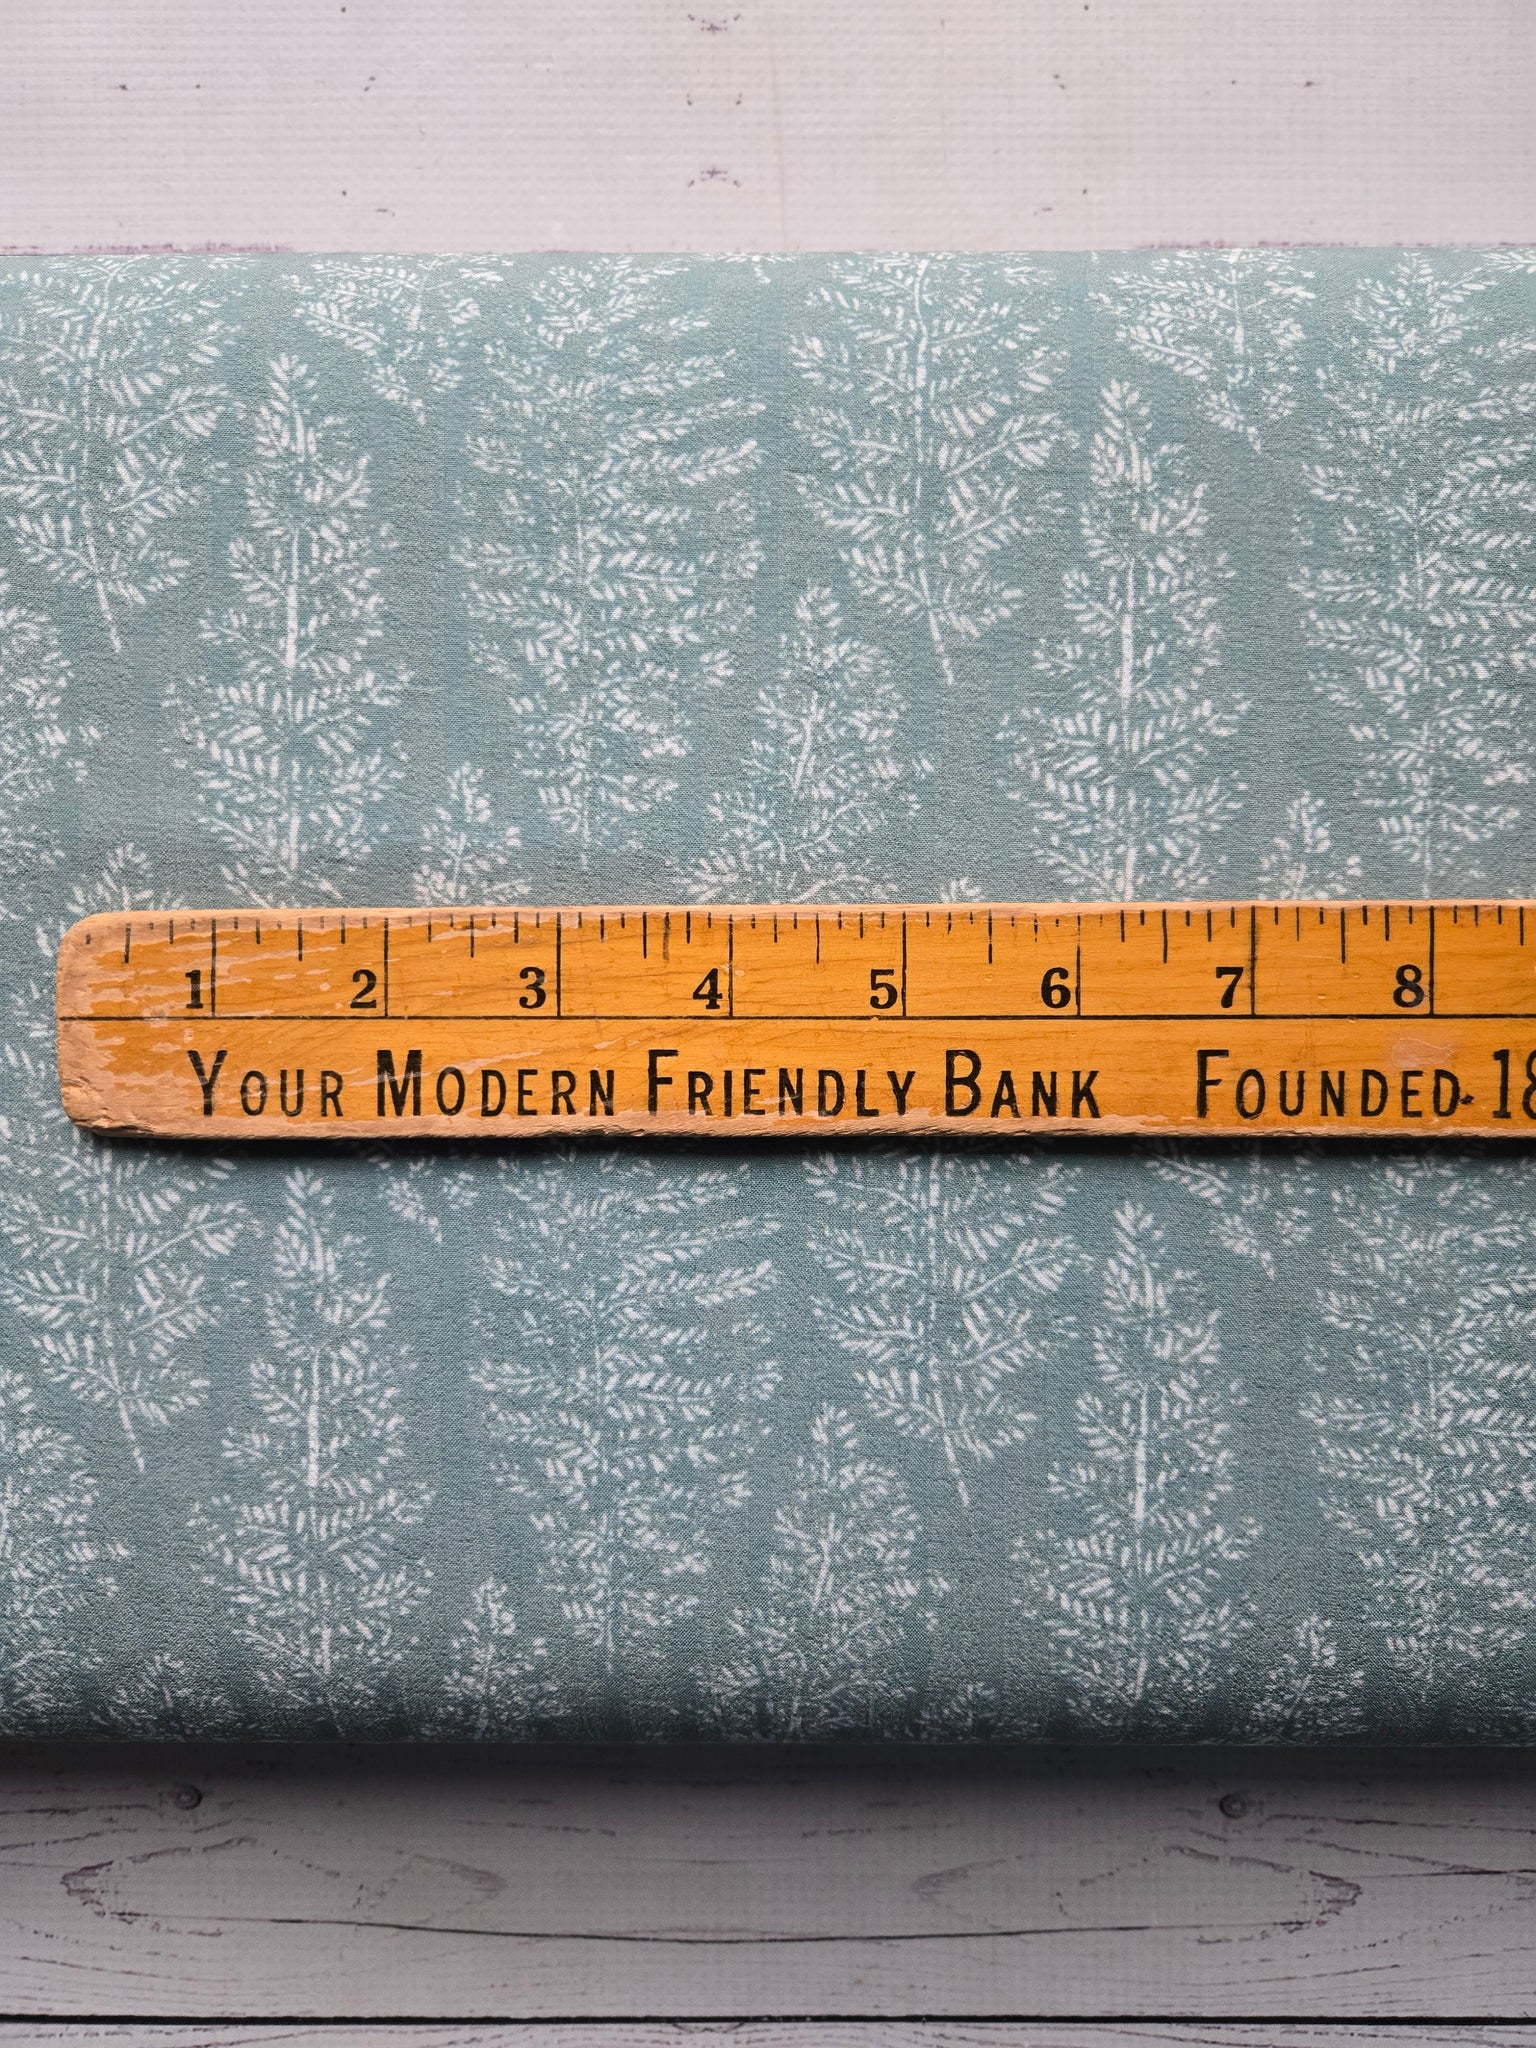 1 2 3 4 5 6 7 8
YOUR MODERN FRIENDLY BANK FOUNDED 18